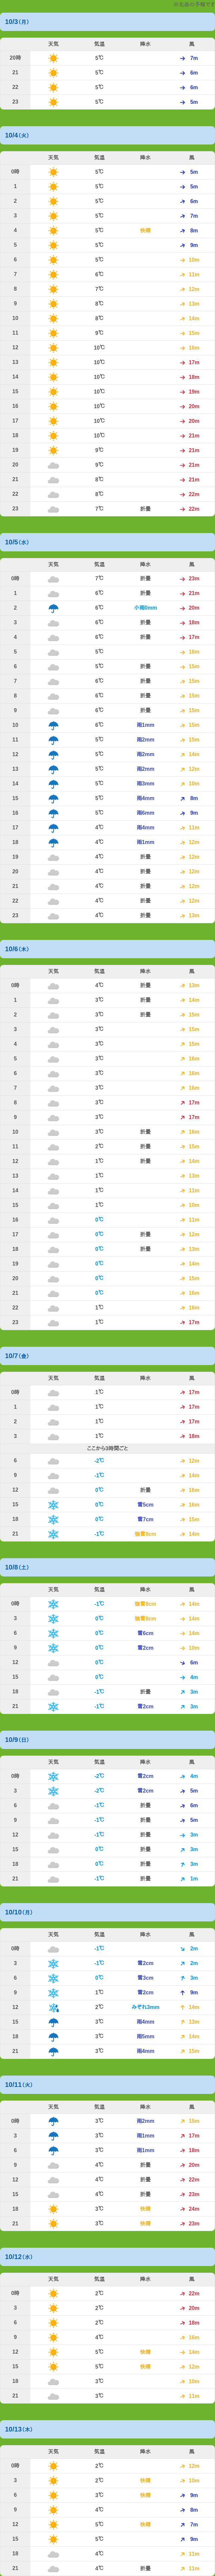 10/3(月)
天気 気温 降水 風
20時 5℃ 7m
21 5℃ 6m
22 5℃ 6m
23 5℃ 5m
10/4(火)
天気 気温 降水 風
0時 5℃ 5m
1 5℃ 5m
2 5℃ 6m
3 5℃ 7m
4 5℃ 快晴 8m
5 5℃ 9m
6 5℃ 10m
7 6℃ 11m
8 7℃ 12m
9 8℃ 13m
10 8℃ 14m
11 9℃ 15m
12 10℃ 16m
13 10℃ 17m
14 10℃ 18m
15 10℃ 19m
16 10℃ 20m
17 10℃ 20m
18 10℃ 21m
19 9℃ 21m
20 9℃ 21m
21 8℃ 21m
22 8℃ 22m
23 7℃ 折曇 22m
10/5(水)
天気 気温 降水 風
0時 7℃ 折曇 23m
1 6℃ 折曇 21m
2 6℃ 小雨0mm 20m
3 6℃ 折曇 18m
4 6℃ 折曇 17m
5 5℃ 16m
6 5℃ 折曇 15m
7 6℃ 折曇 15m
8 6℃ 折曇 15m
9 6℃ 折曇 15m
10 6℃ 雨1mm 15m
11 5℃ 雨2mm 15m
12 5℃ 雨2mm 14m
13 5℃ 雨2mm 12m
14 5℃ 雨3mm 10m
15 5℃ 雨4mm 8m
16 5℃ 雨6mm 9m
17 4℃ 雨4mm 11m
18 4℃ 雨1mm 12m
19 4℃ 折曇 12m
20 4℃ 折曇 12m
21 4℃ 折曇 12m
22 4℃ 折曇 12m
23 4℃ 折曇 13m
10/6(木)
天気 気温 降水 風
0時 4℃ 折曇 13m
1 3℃ 折曇 14m
2 3℃ 折曇 15m
3 3℃ 15m
4 3℃ 15m
5 3℃ 16m
6 3℃ 16m
7 3℃ 16m
8 3℃ 17m
9 3℃ 17m
10 3℃ 折曇 16m
11 2℃ 折曇 15m
12 1℃ 折曇 14m
13 1℃ 13m
14 1℃ 11m
15 1℃ 10m
16 0℃ 11m
17 0℃ 折曇 12m
18 0℃ 折曇 13m
19 0℃ 14m
20 0℃ 15m
21 0℃ 16m
22 1℃ 16m
23 1℃ 17m
10/7(金)
天気 気温 降水 風
0時 1℃ 17m
1 1℃ 17m
2 1℃ 17m
3 1℃ 18m
ここから3時間ごと
6 -2℃ 12m
9 -1℃ 14m
12 0℃ 折曇 16m
15 0℃ 雪5cm 16m
18 0℃ 雪7cm 15m
21 -1℃ 14m
10/8(土)
天気 気温 降水 風
0時 -1℃ 14m
3 0℃ 14m
6 0℃ 雪6cm 14m
9 0℃ 雪2cm 10m
12 0℃ 6m
15 0℃ 4m
18 -1℃ 折曇 3m
21 -1℃ 雪2cm 3m
10/9(日)
天気 気温 降水 風
0時 -2℃ 雪2cm 4m
3 -2℃ 雪2cm 5m
6 -1℃ 折曇 6m
9 -1℃ 折曇 5m
12 -1℃ 折曇 3m
15 0℃ 折曇 3m
18 0℃ 折曇 3m
21 -1℃ 折曇 1m
10/10(月)
天気 気温 降水 風
0時 -1℃ 2m
3 -1℃ 雪2cm 2m
6 0℃ 雪3cm 3m
9 1℃ 雪2cm 9m
12 2℃ みぞれ3mm 14m
15 3℃ 雨4mm 13m
18 3℃ 雨5mm 14m
21 3℃ 雨4mm 15m
10/11(火)
天気 気温 降水 風
0時 3℃ 雨2mm 15m
3 3℃ 雨1mm 17m
6 3℃ 雨1mm 18m
9 4℃ 折曇 20m
12 4℃ 折曇 22m
15 4℃ 折曇 23m
18 3℃ 快晴 24m
21 3℃ 快晴 23m
10/12(水)
天気 気温 降水 風
0時 2℃ 22m
3 2℃ 20m
6 2℃ 18m
9 4℃ 16m
12 5℃ 快晴 14m
15 5℃ 快晴 12m
18 3℃ 10m
21 3℃ 11m
10/13(木)
天気 気温 降水 風
0時 2℃ 12m
3 2℃ 快晴 10m
6 3℃ 快晴 9m
9 4℃ 8m
12 5℃ 快晴 7m
15 5℃ 9m
18 4℃ 11m
21 4℃ 折曇 11m